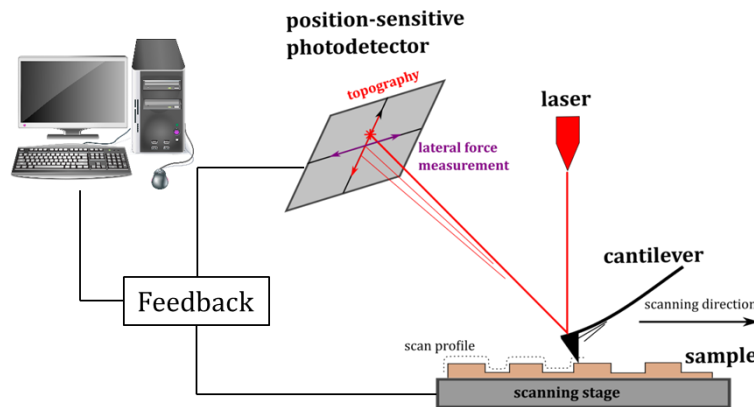 position-sensitive
photodetector
topography
laser
lateral force
measurement
cantilever
scanning direction
Feedback
scan profile
sample
scanning stage